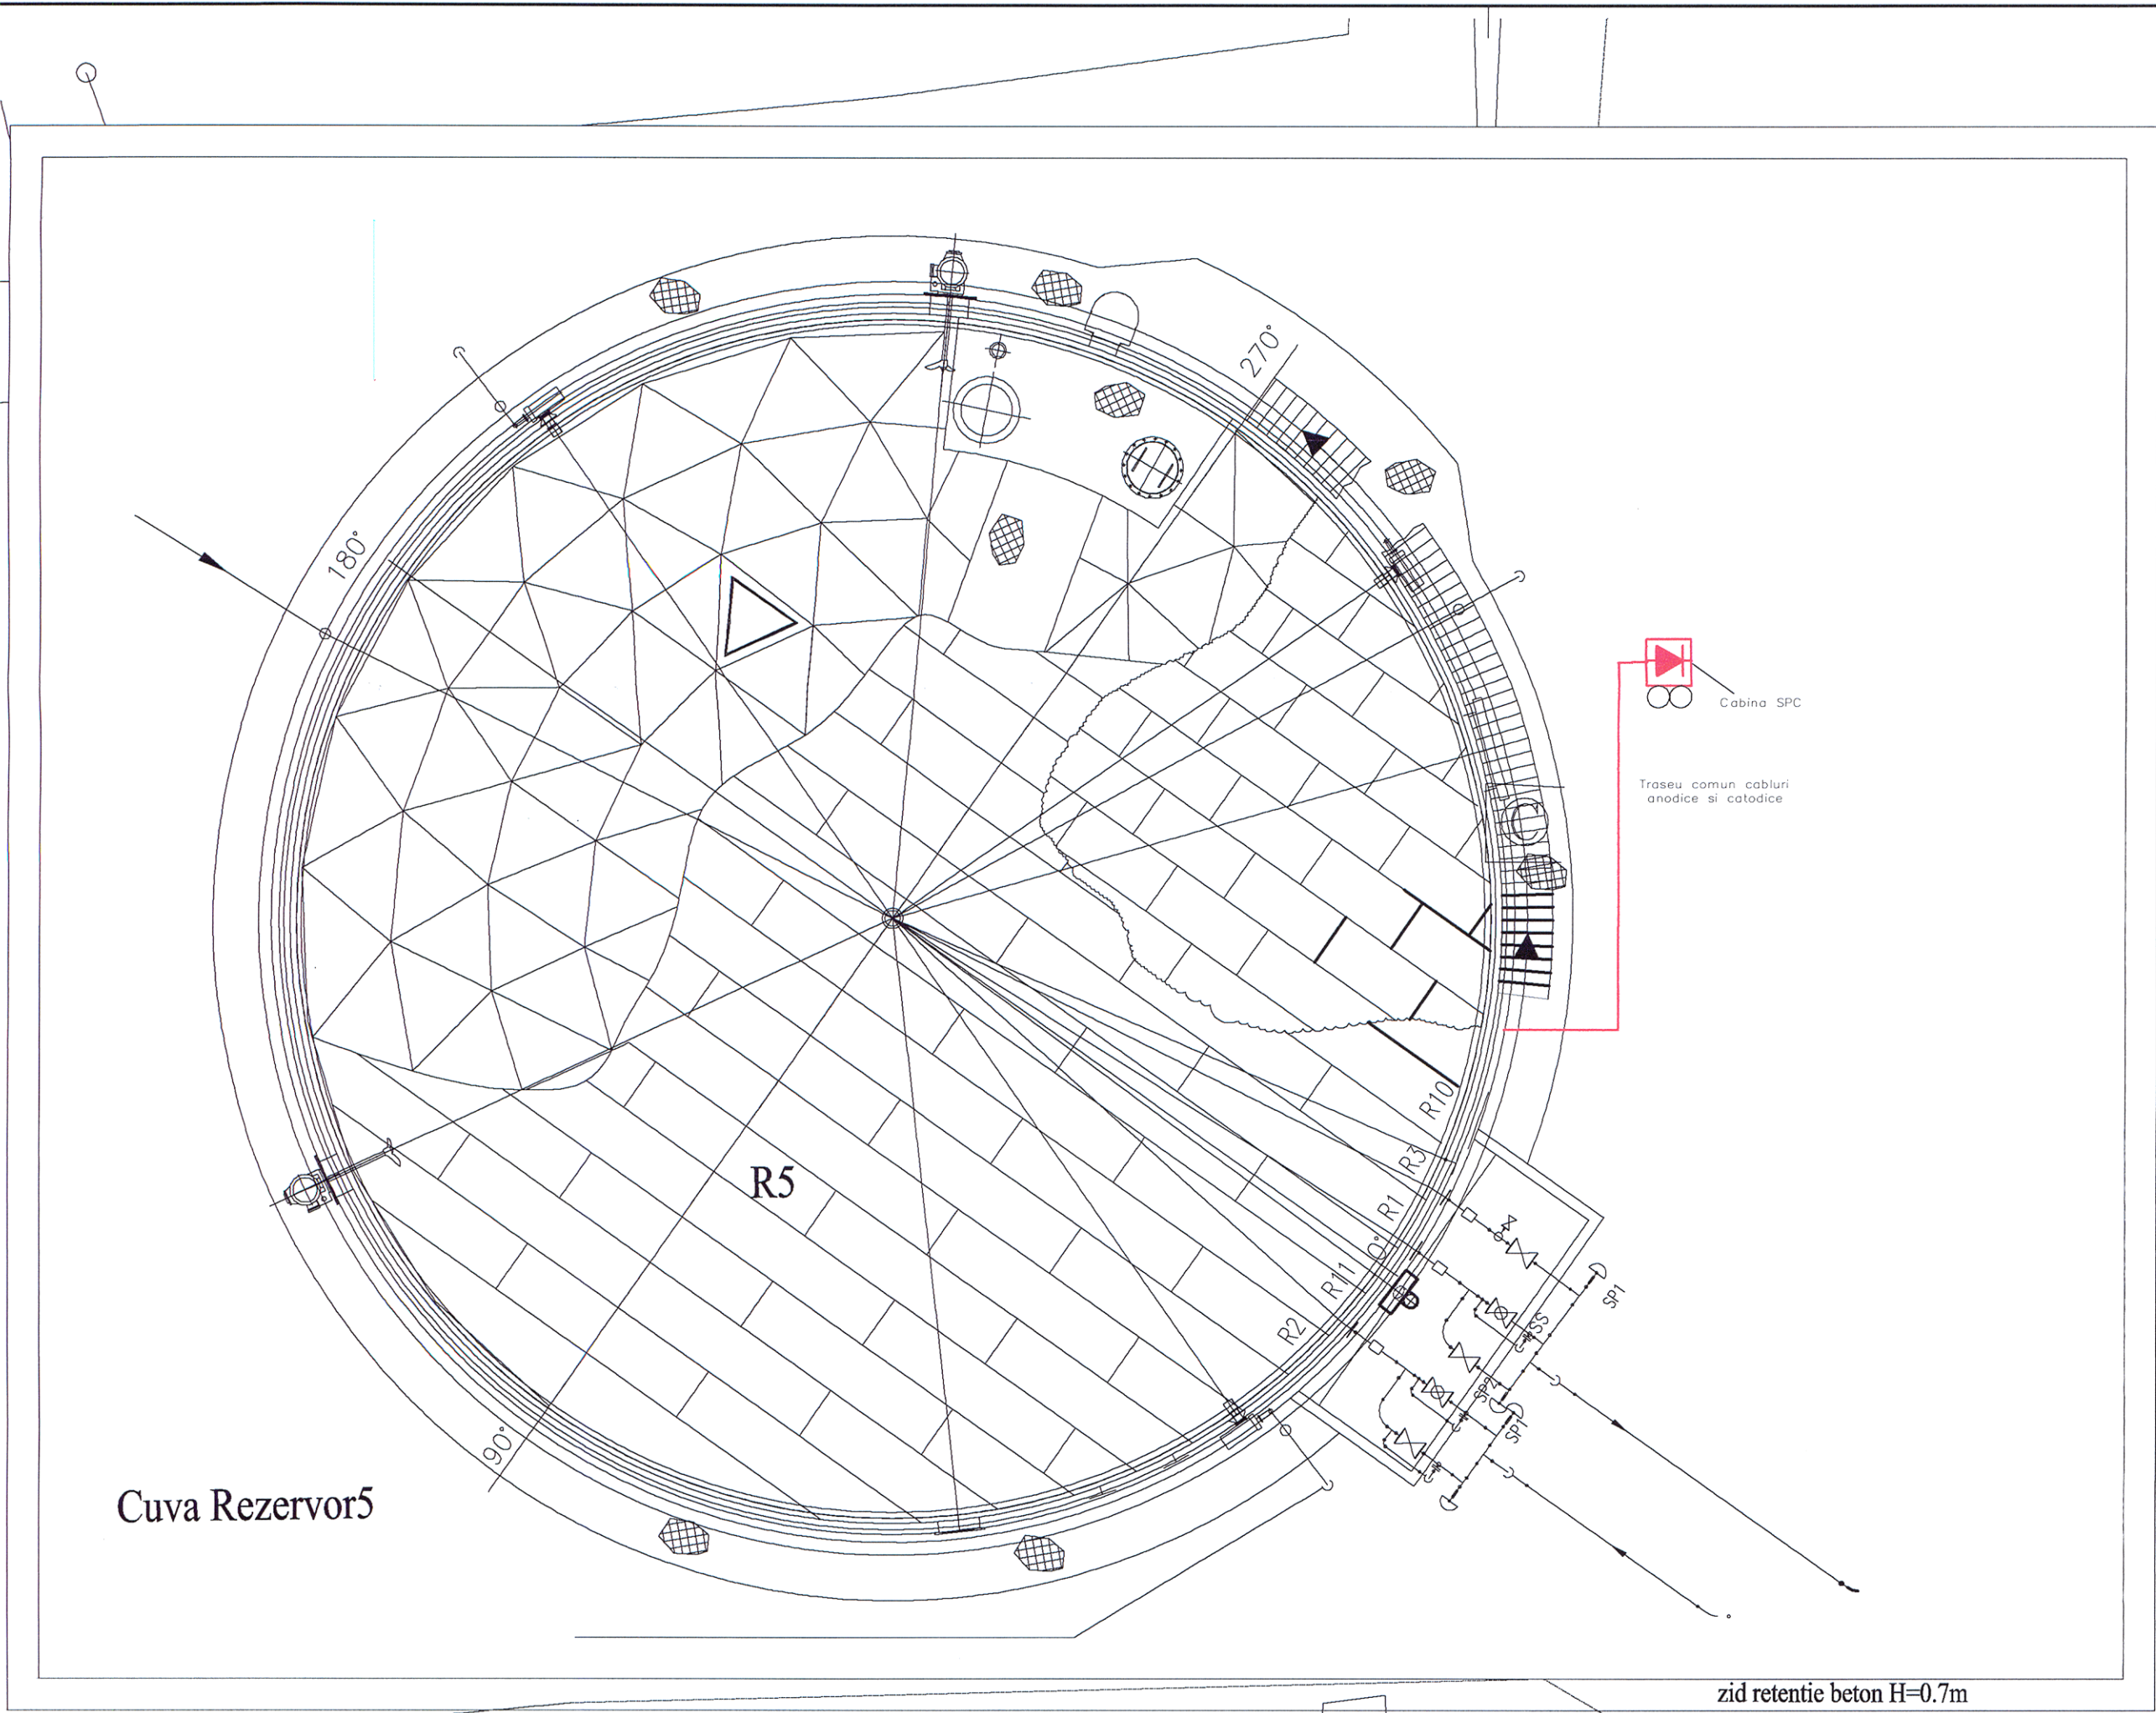 270°
180°
Cabina SPC
Traseu comun cabluri
anodice si catodice
R10
R3
R5
R1
0°
R11
R2
SP1
SS
SP2
SP1
90°
Cuva Rezervor5
zid retentie beton H=0.7m